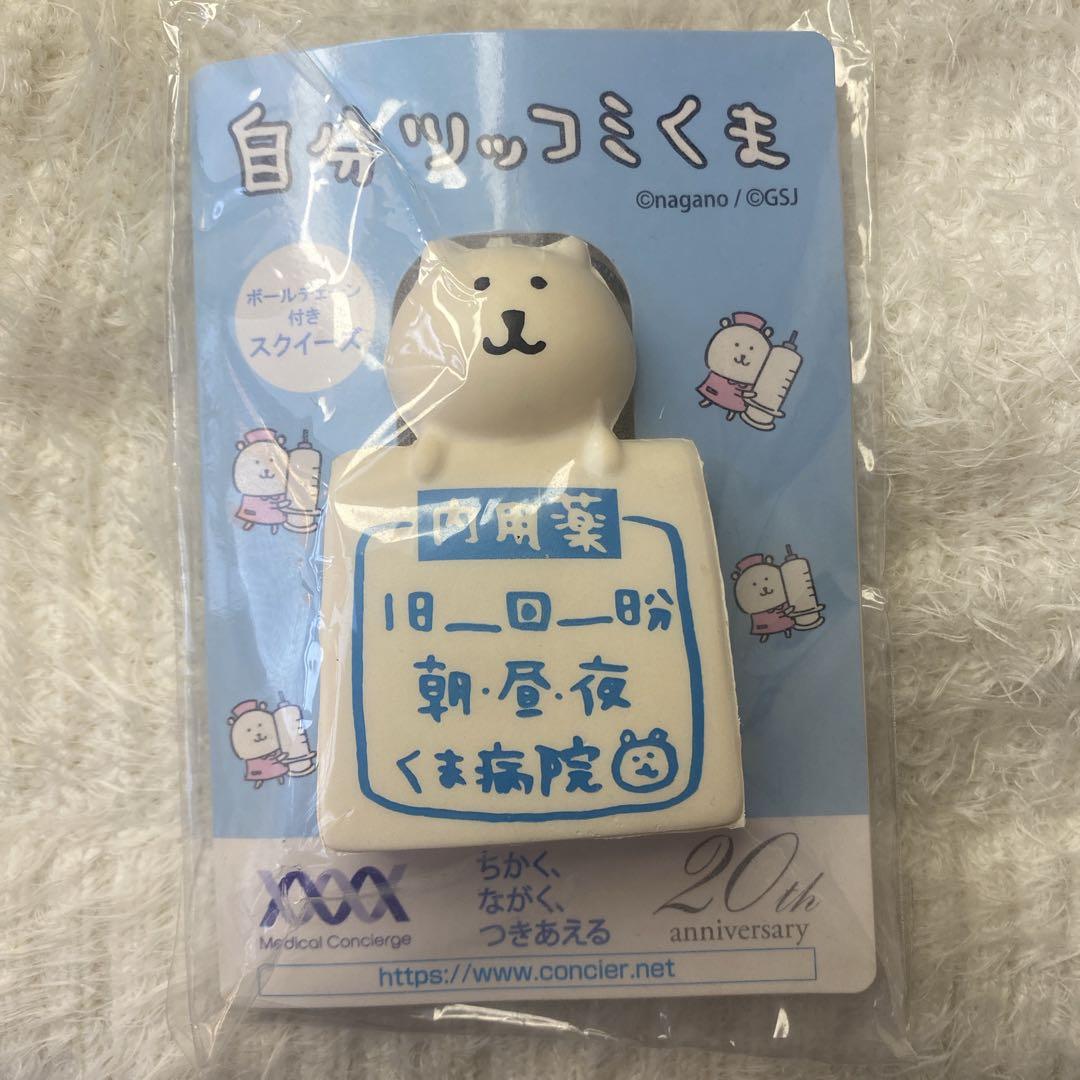 自分ツッコミくま
©nagano / ©GSJ
ボールチェーン
付き
スクイーズ
内用薬
1日__回__日分
朝・昼・夜
くま病院
Medical Concierge
ちかく、
ながく、
つきあえる
20th
anniversary
https://www.concier.net